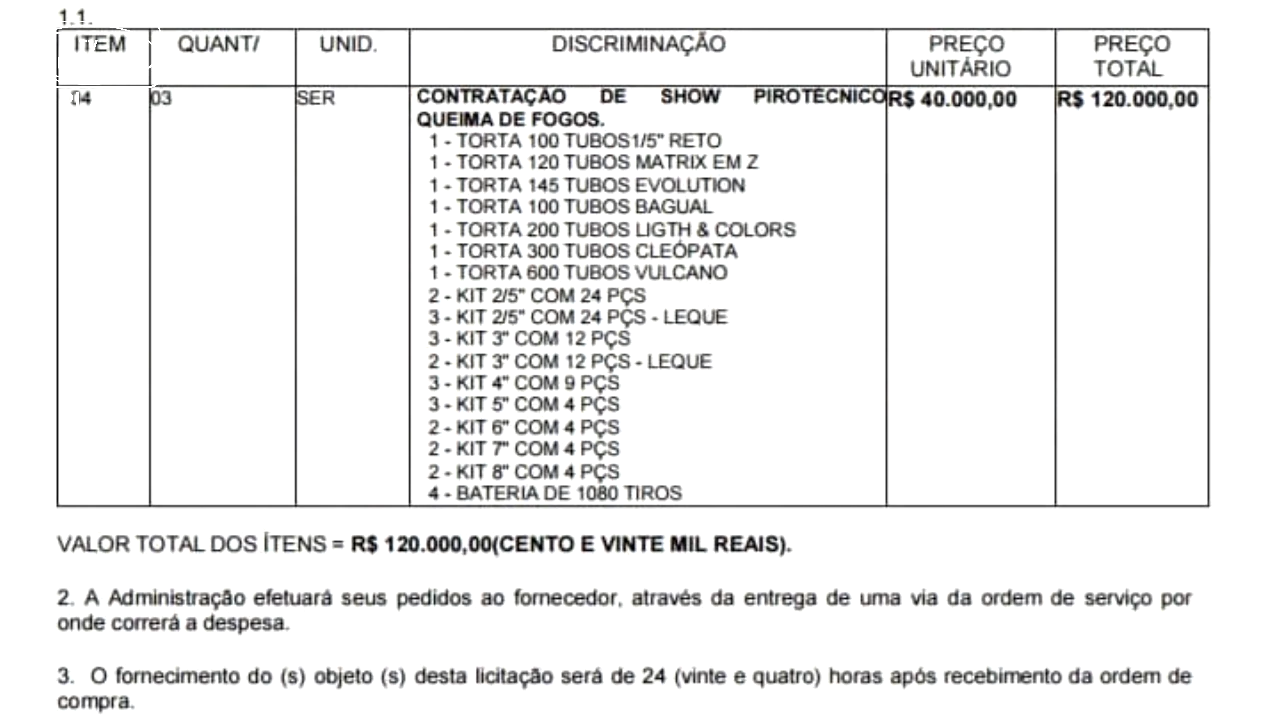 1.1.
ITEM QUANT/ UNID. DISCRIMINAÇÃO PREÇO UNITÁRIO PREÇO TOTAL
04 03 SER CONTRATAÇÃO DE SHOW PIROTÉCNICO R$ 40.000,00 R$ 120.000,00
QUEIMA DE FOGOS.
1 - TORTA 100 TUBOS1/5" RETO
1 - TORTA 120 TUBOS MATRIX EM Z
1 - TORTA 145 TUBOS EVOLUTION
1 - TORTA 100 TUBOS BAGUAL
1 - TORTA 200 TUBOS LIGTH & COLORS
1 - TORTA 300 TUBOS CLEÓPATA
1 - TORTA 600 TUBOS VULCANO
2 - KIT 2/5" COM 24 PÇS
3 - KIT 2/5" COM 24 PÇS - LEQUE
3 - KIT 3" COM 12 PÇS
2 - KIT 3" COM 12 PÇS - LEQUE
3 - KIT 4" COM 9 PÇS
3 - KIT 5" COM 4 PÇS
2 - KIT 6" COM 4 PÇS
2 - KIT 7" COM 4 PÇS
2 - KIT 8" COM 4 PÇS
4 - BATERIA DE 1080 TIROS
VALOR TOTAL DOS ÍTENS = R$ 120.000,00(CENTO E VINTE MIL REAIS).
2. A Administração efetuará seus pedidos ao fornecedor, através da entrega de uma via da ordem de serviço por
onde correrá a despesa.
3. O fornecimento do (s) objeto (s) desta licitação será de 24 (vinte e quatro) horas após recebimento da ordem de
compra.